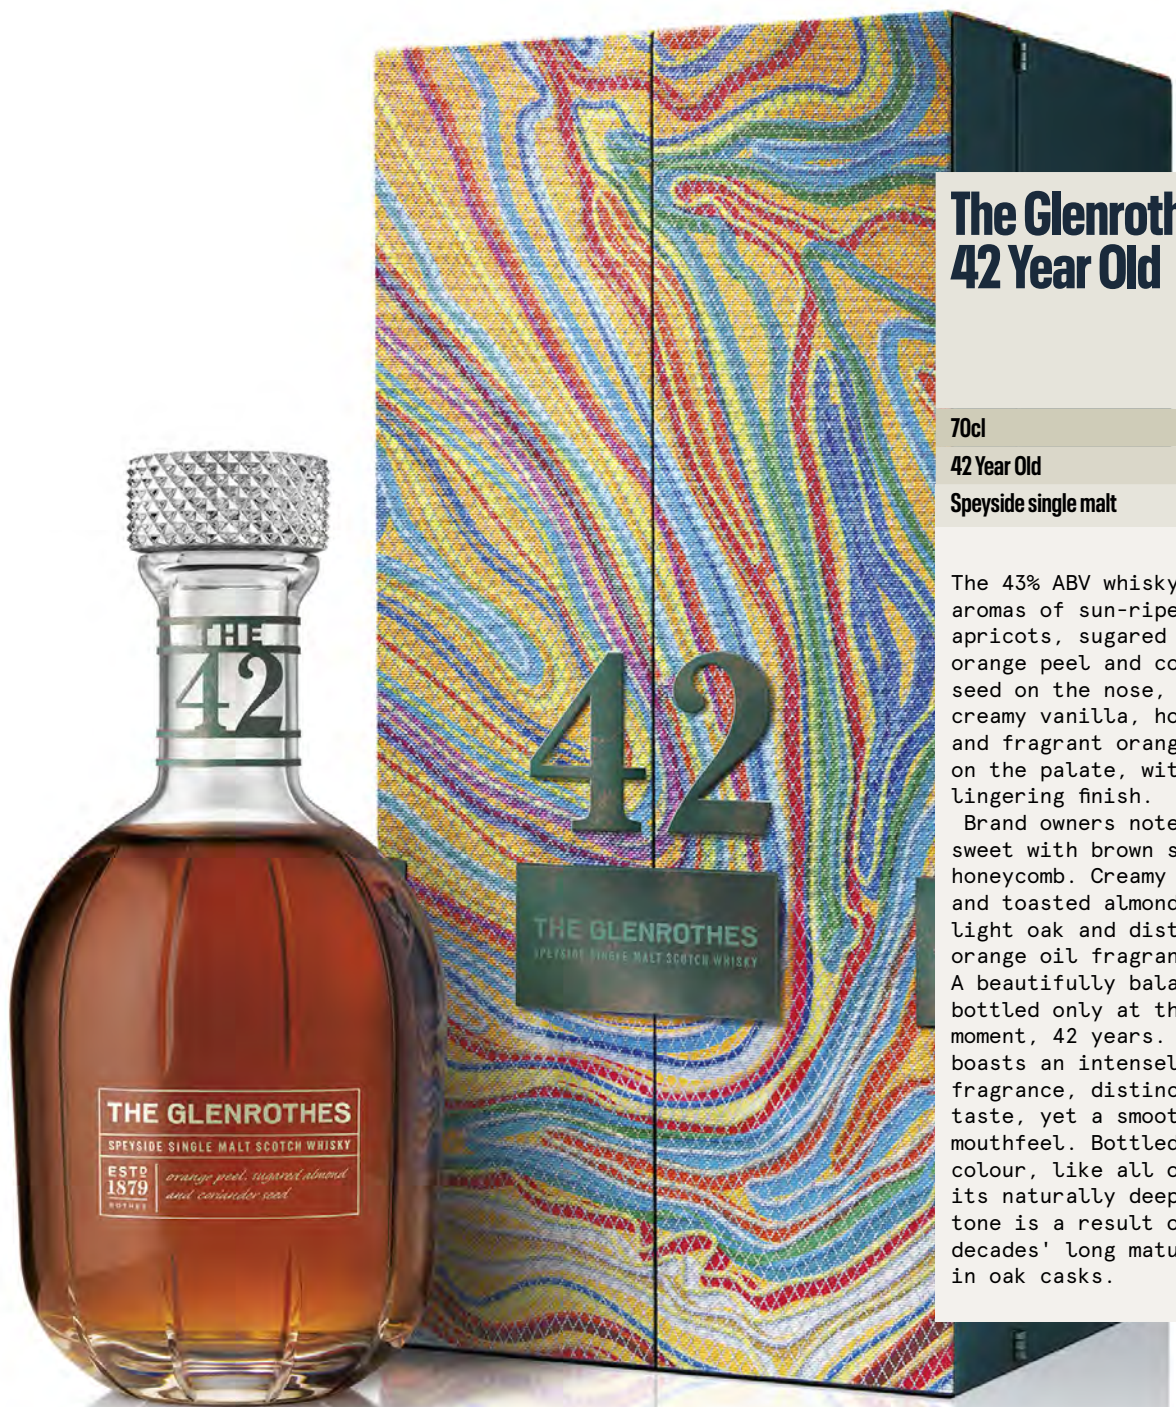 THE
42
THE GLENROTHES
SPEYSIDE SINGLE MALT SCOTCH WHISKY
ESTD
1879
ROTHES
orange peel, sugared almond
and coriander seed
42
THE GLENROTHES
SPEYSIDE SINGLE MALT SCOTCH WHISKY
The Glenroth
42 Year Old
70cl
42 Year Old
Speyside single malt
The 43% ABV whisky
aromas of sun-ripe
apricots, sugared
orange peel and co
seed on the nose,
creamy vanilla, ho
and fragrant orang
on the palate, wit
lingering finish.
Brand owners note
sweet with brown s
honeycomb. Creamy
and toasted almond
light oak and dist
orange oil fragran
A beautifully bala
bottled only at th
moment, 42 years.
boasts an intensel
fragrance, distinc
taste, yet a smoot
mouthfeel. Bottled
colour, like all o
its naturally deep
tone is a result o
decades' long matu
in oak casks.